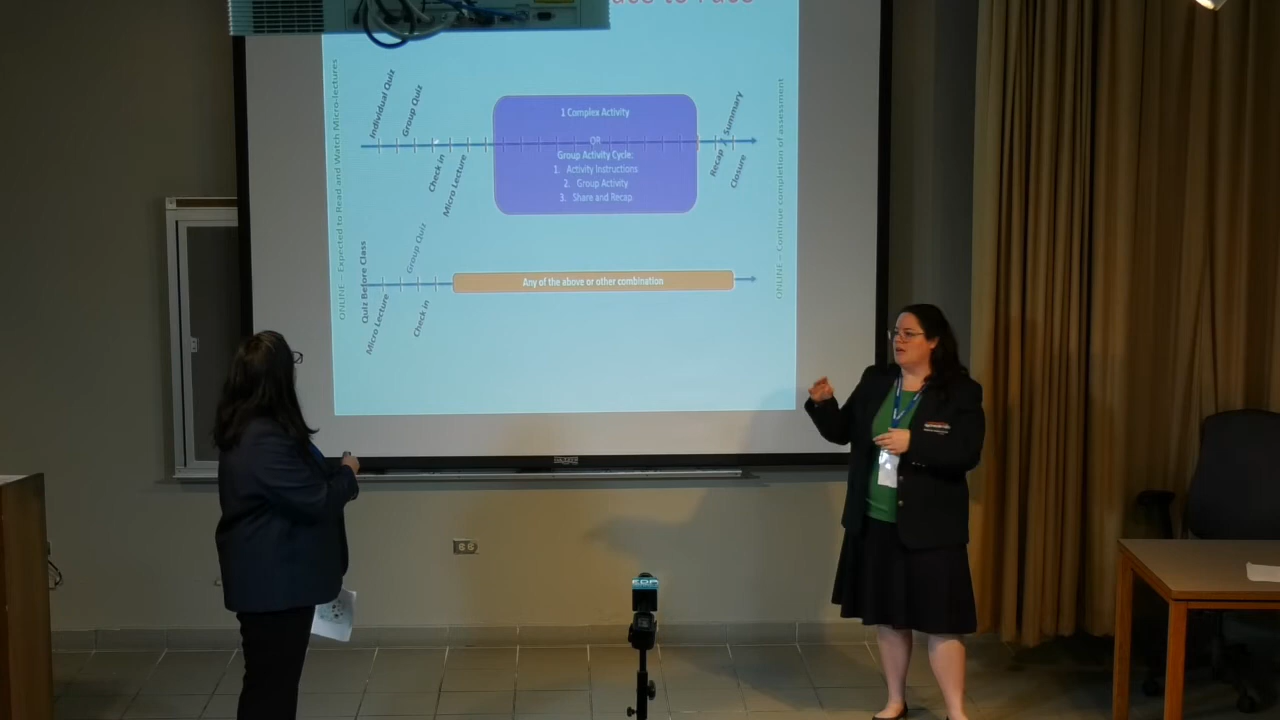 to Face
ONLINE – Expected to Read and Watch Micro-lectures
Individual Quiz
Group Quiz
Check in
Micro Lecture
1 Complex Activity
OR
Group Activity Cycle:
1. Activity Instructions
2. Group Activity
3. Share and Recap
Recap / Summary
Closure
ONLINE – Continue completion of assessment
Quiz Before Class
Micro Lecture
Group Quiz
Check in
Any of the above or other combination